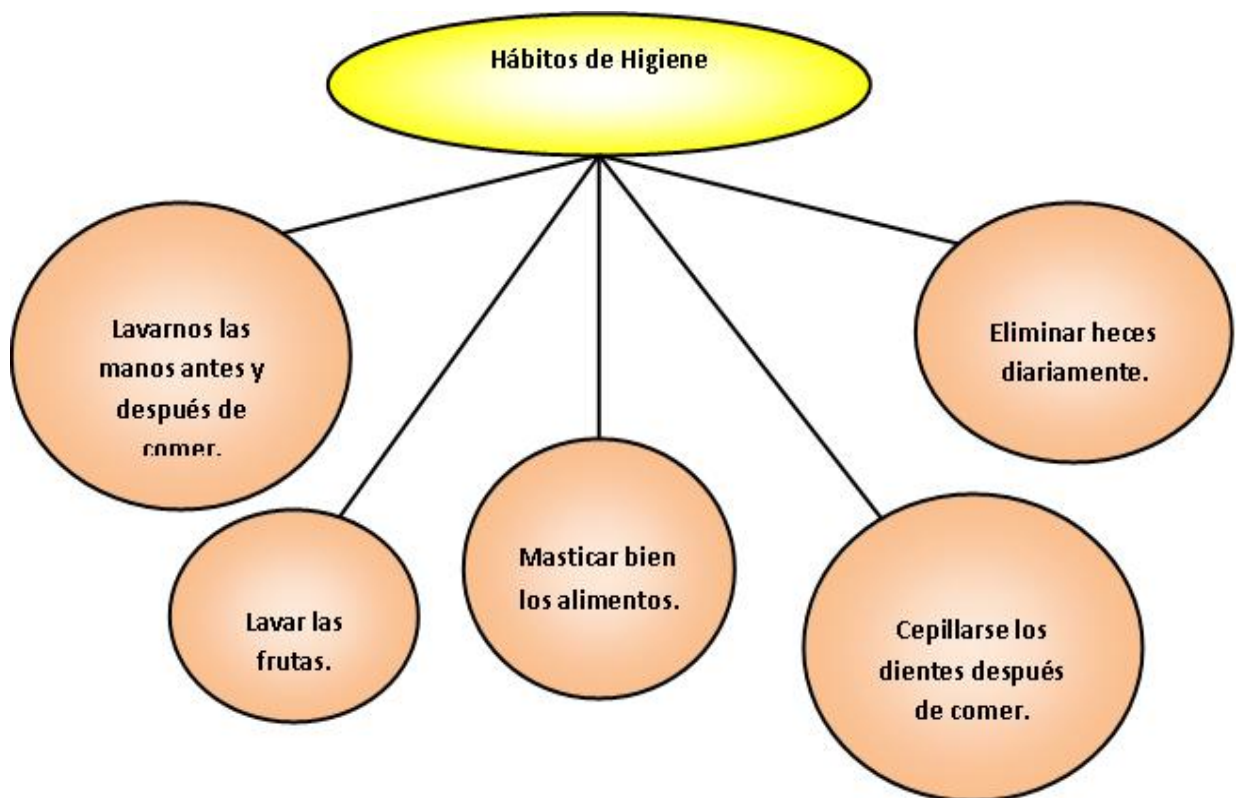 Hábitos de Higiene
Lavarnos las
manos antes y
después de
comer.
Lavar las
frutas.
Masticar bien
los alimentos.
Cepillarse los
dientes después
de comer.
Eliminar heces
diariamente.